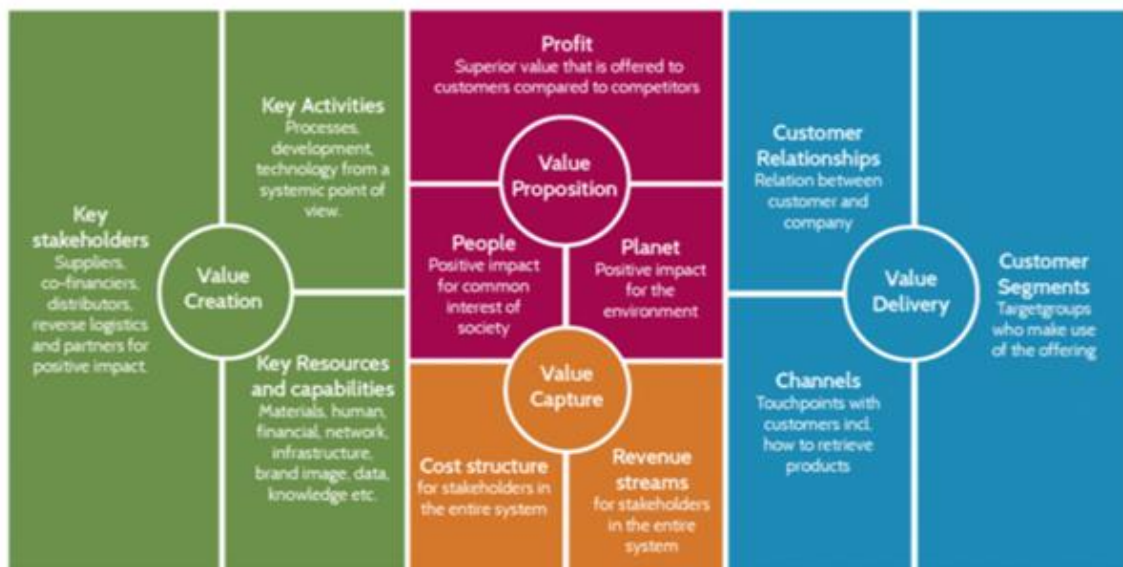 Key
stakeholders
Suppliers,
co-financiers,
distributors,
reverse logistics
and partners for
positive impact.
Value
Creation
Key Activities
Processes,
development,
technology from a
systemic point of
view.
Key Resources
and capabilities
Materials, human,
financial, network,
infrastructure,
brand image, data,
knowledge etc.
Profit
Superior value that is offered to
customers compared to competitors
Value
Proposition
People
Positive impact
for common
interest of
society
Planet
Positive impact
for the
environment
Value
Capture
Cost structure
for stakeholders in
the entire system
Revenue
streams
for stakeholders
in the entire
system
Customer
Relationships
Relation between
customer and
company
Value
Delivery
Channels
Touchpoints with
customers incl.
how to retrieve
products
Customer
Segments
Targetgroups
who make use
of the offering